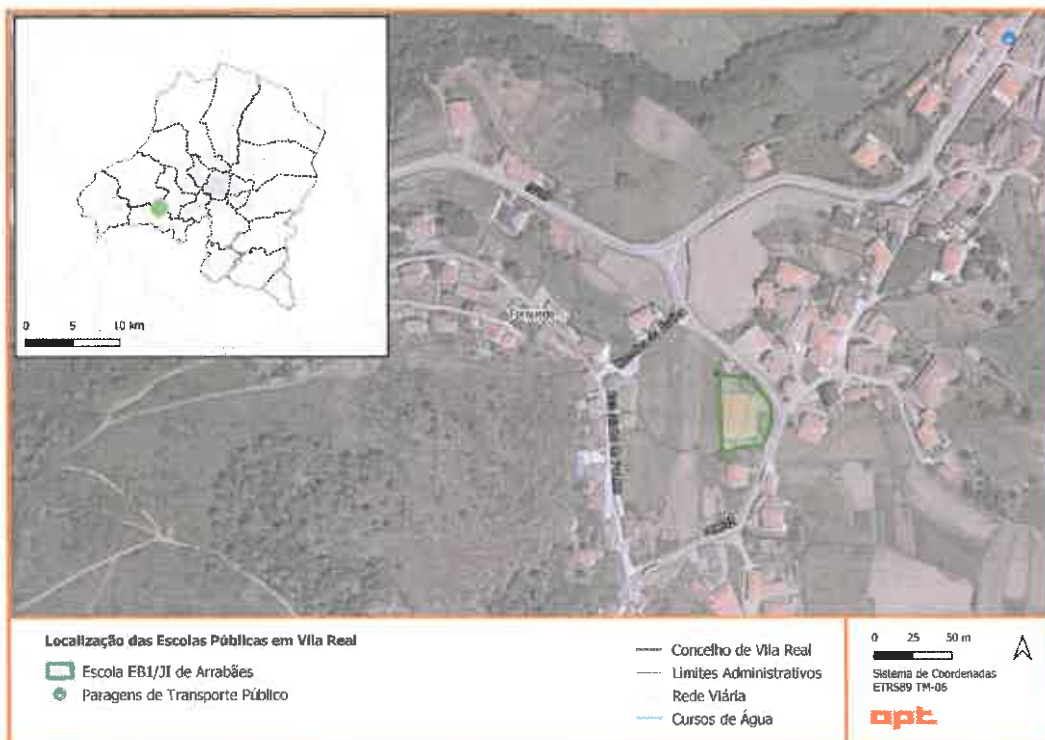 0 5 10 km
Localização das Escolas Públicas em Vila Real
Escola EB1/JI de Arrabães
Paragens de Transporte Público
Concelho de Vila Real
Limites Administrativos
Rede Viária
Cursos de Água
0 25 50 m
Sistema de Coordenadas
ETRS89 TM-06
apt